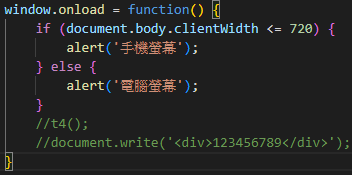 window.onload = function() {
if (document.body.clientWidth <= 720) {
alert('手機螢幕');
} else {
alert('電腦螢幕');
}
//t4();
//document.write('<div>123456789</div>');
}